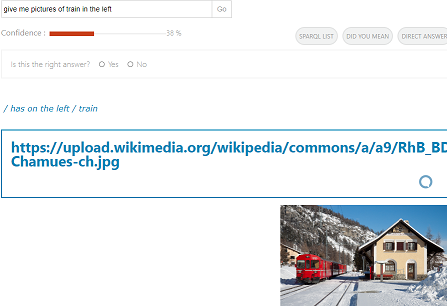 give me pictures of train in the left
Go
Confidence :
38 %
SPARQL LIST
DID YOU MEAN
DIRECT ANSWER
Is this the right answer?
Yes
No
/ has on the left / train
https://upload.wikimedia.org/wikipedia/commons/a/a9/RhB_BD
Chamues-ch.jpg